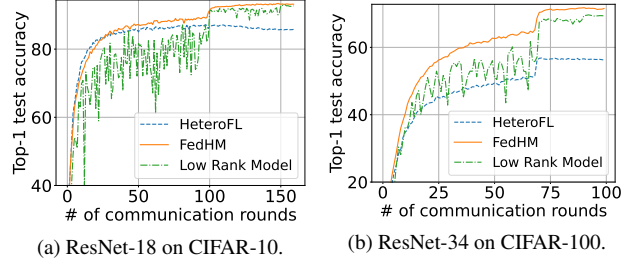 Top-1 test accuracy
80
60
40
HeteroFL
FedHM
Low Rank Model
0 50 100 150
# of communication rounds
(a) ResNet-18 on CIFAR-10.
Top-1 test accuracy
60
40
20
HeteroFL
FedHM
Low Rank Model
0 25 50 75 100
# of communication rounds
(b) ResNet-34 on CIFAR-100.